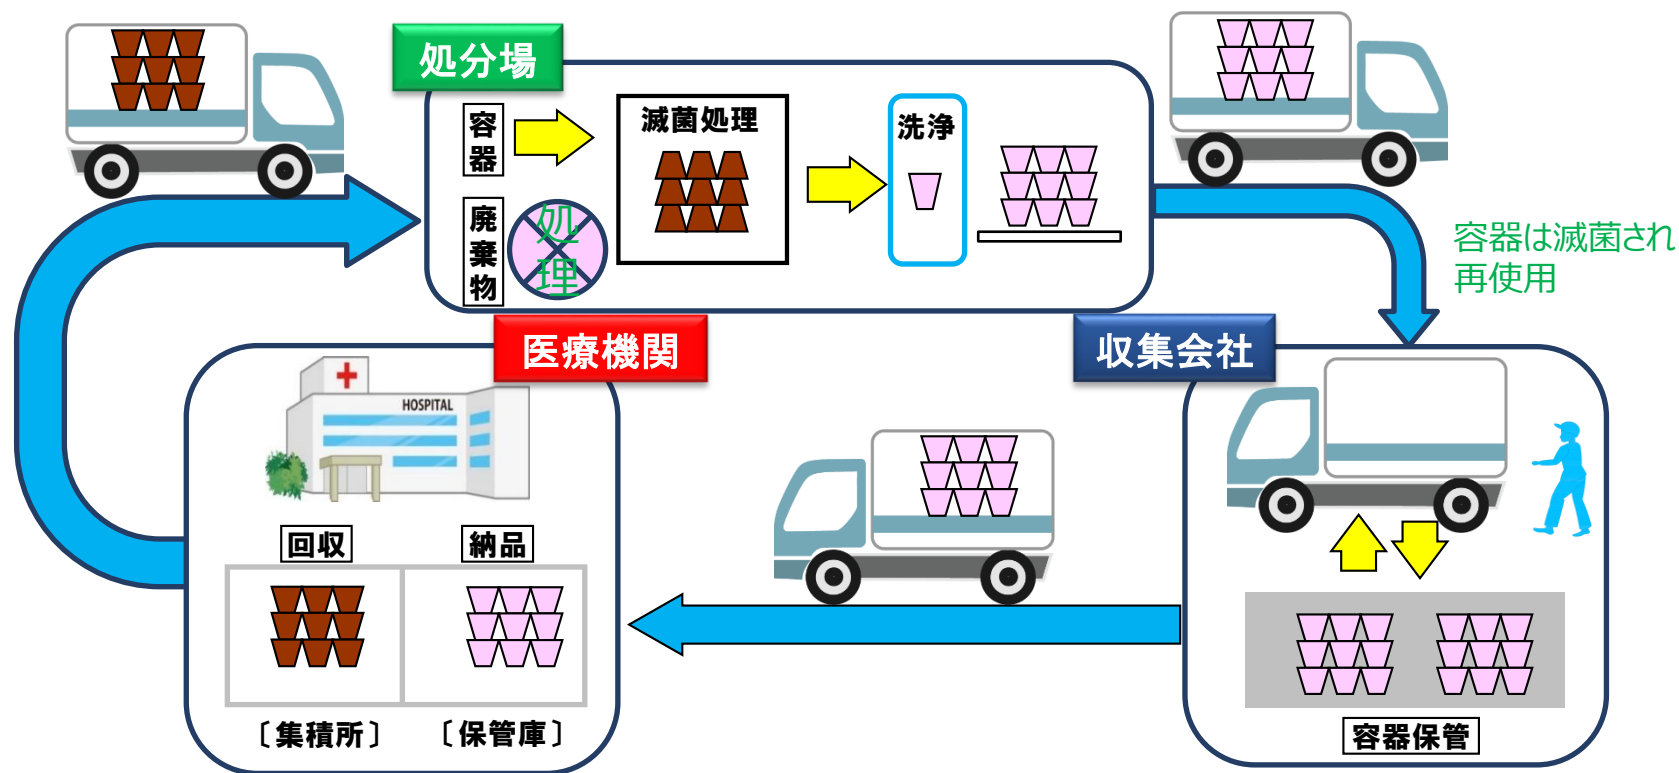 処分場
容器
滅菌処理
洗浄
廃棄物
処理
容器は滅菌され
再使用
医療機関
収集会社
HOSPITAL
回収
納品
〔集積所〕
〔保管庫〕
容器保管